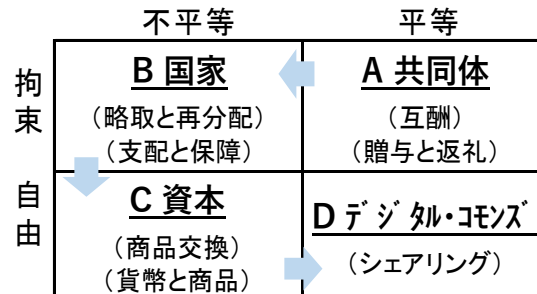 不平等 平等
拘束
B 国家
(略取と再分配)
(支配と保障)
A 共同体
(互酬)
(贈与と返礼)
自由
C 資本
(商品交換)
(貨幣と商品)
D デジタル・コモンズ
(シェアリング)